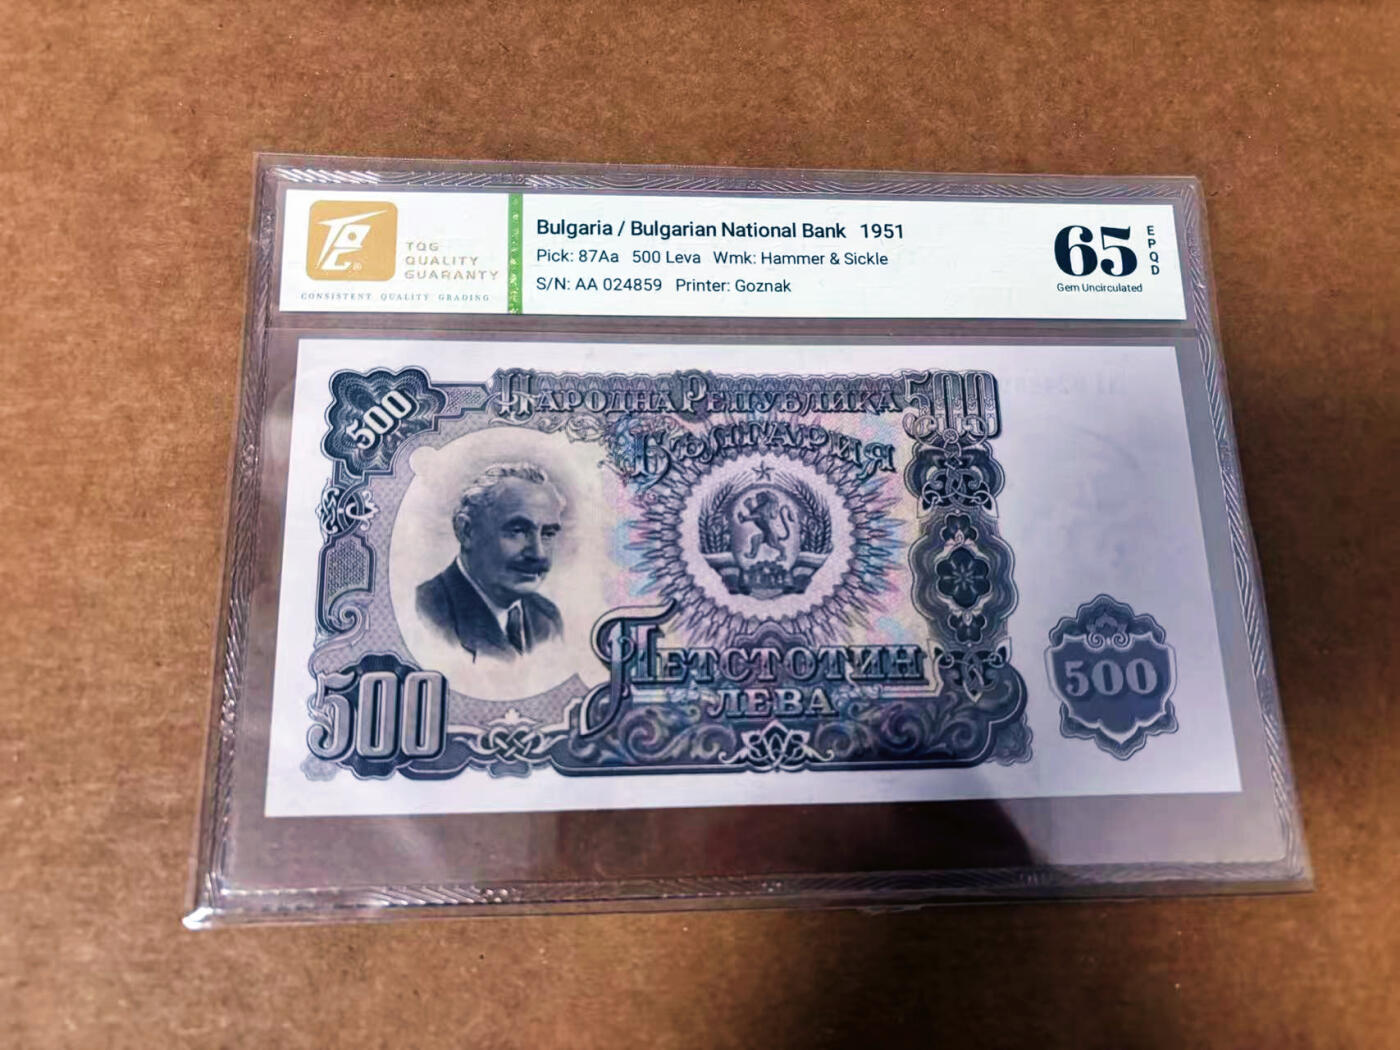 TQG
QUALITY
GUARANTY
CONSISTENT QUALITY GRADING
Bulgaria / Bulgarian National Bank 1951
Pick: 87Aa 500 Leva Wmk: Hammer & Sickle
S/N: AA 024859 Printer: Goznak
65
EPQD
Gem Uncirculated
500
НАРОДНА РЕПУБЛИКА
500
БЪЛГАРИЯ
ПЕТСТОТИН
ЛЕВА
500
500